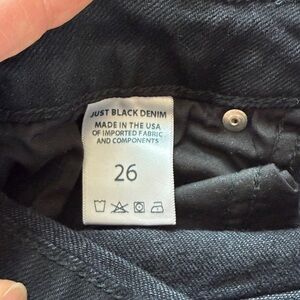 JUST BLACK DENIM
MADE IN THE USA
OF IMPORTED FABRIC
AND COMPONENTS
26